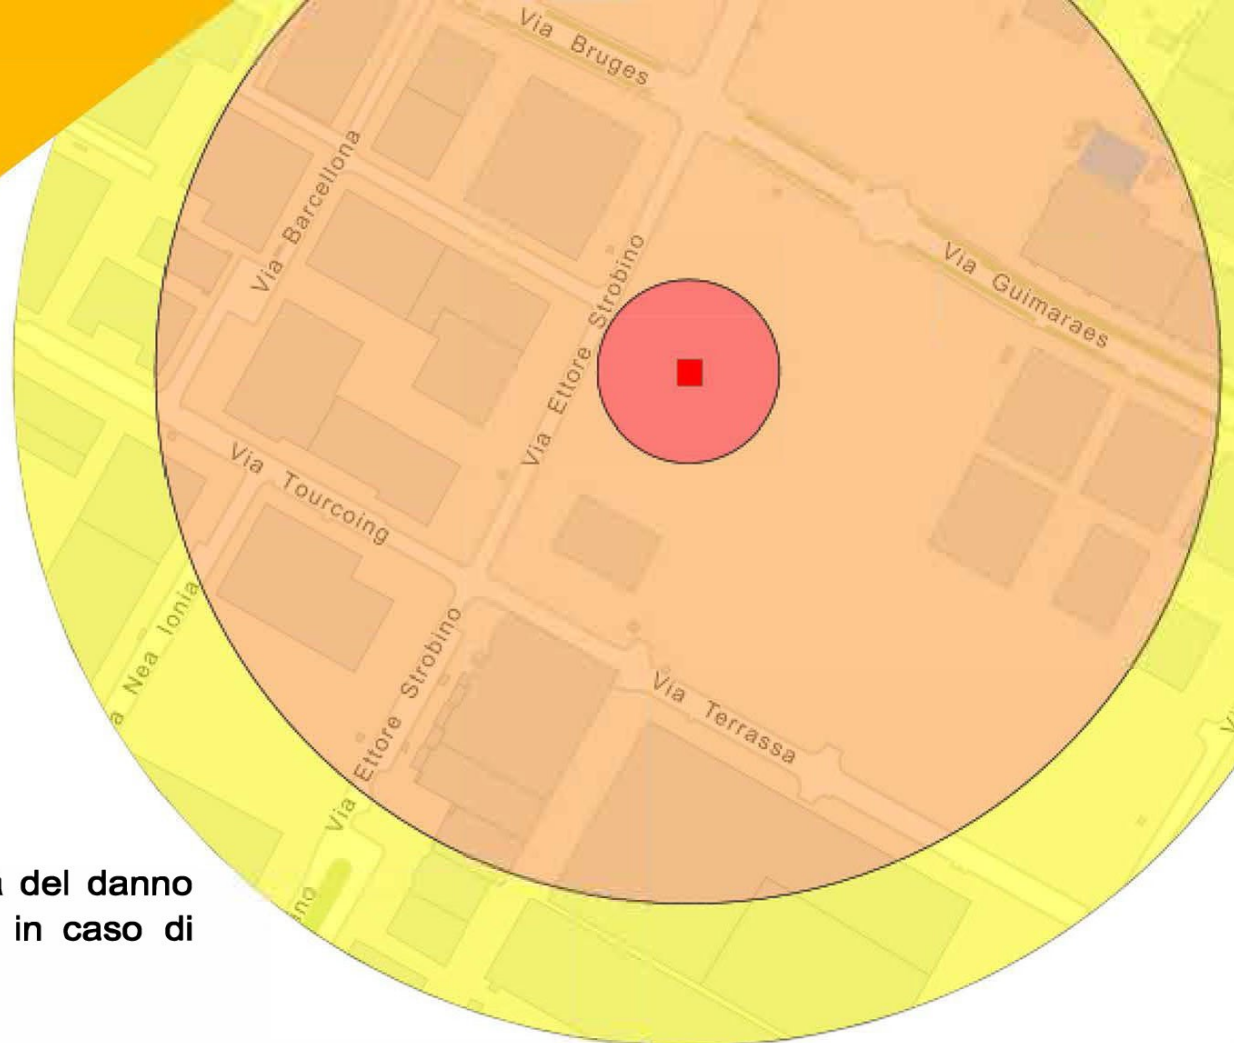 Via Bruges
Via Barcellona
Via Ettore Strobino
Via Guimaraes
Via Tourcoing
Nea Ionia
Via Ettore Strobino
Via Terrassa
del danno
in caso di